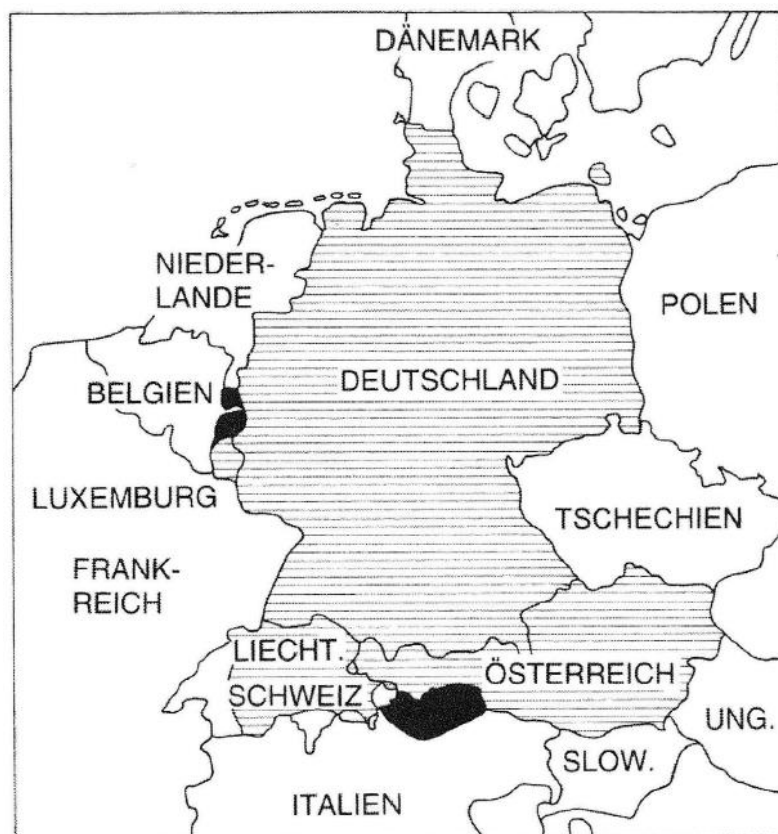 DÄNEMARK
NIEDER-
LANDE
POLEN
BELGIEN
DEUTSCHLAND
LUXEMBURG
TSCHECHIEN
FRANK-
REICH
LIECHT.
SCHWEIZ
ÖSTERREICH
UNG.
SLOW.
ITALIEN